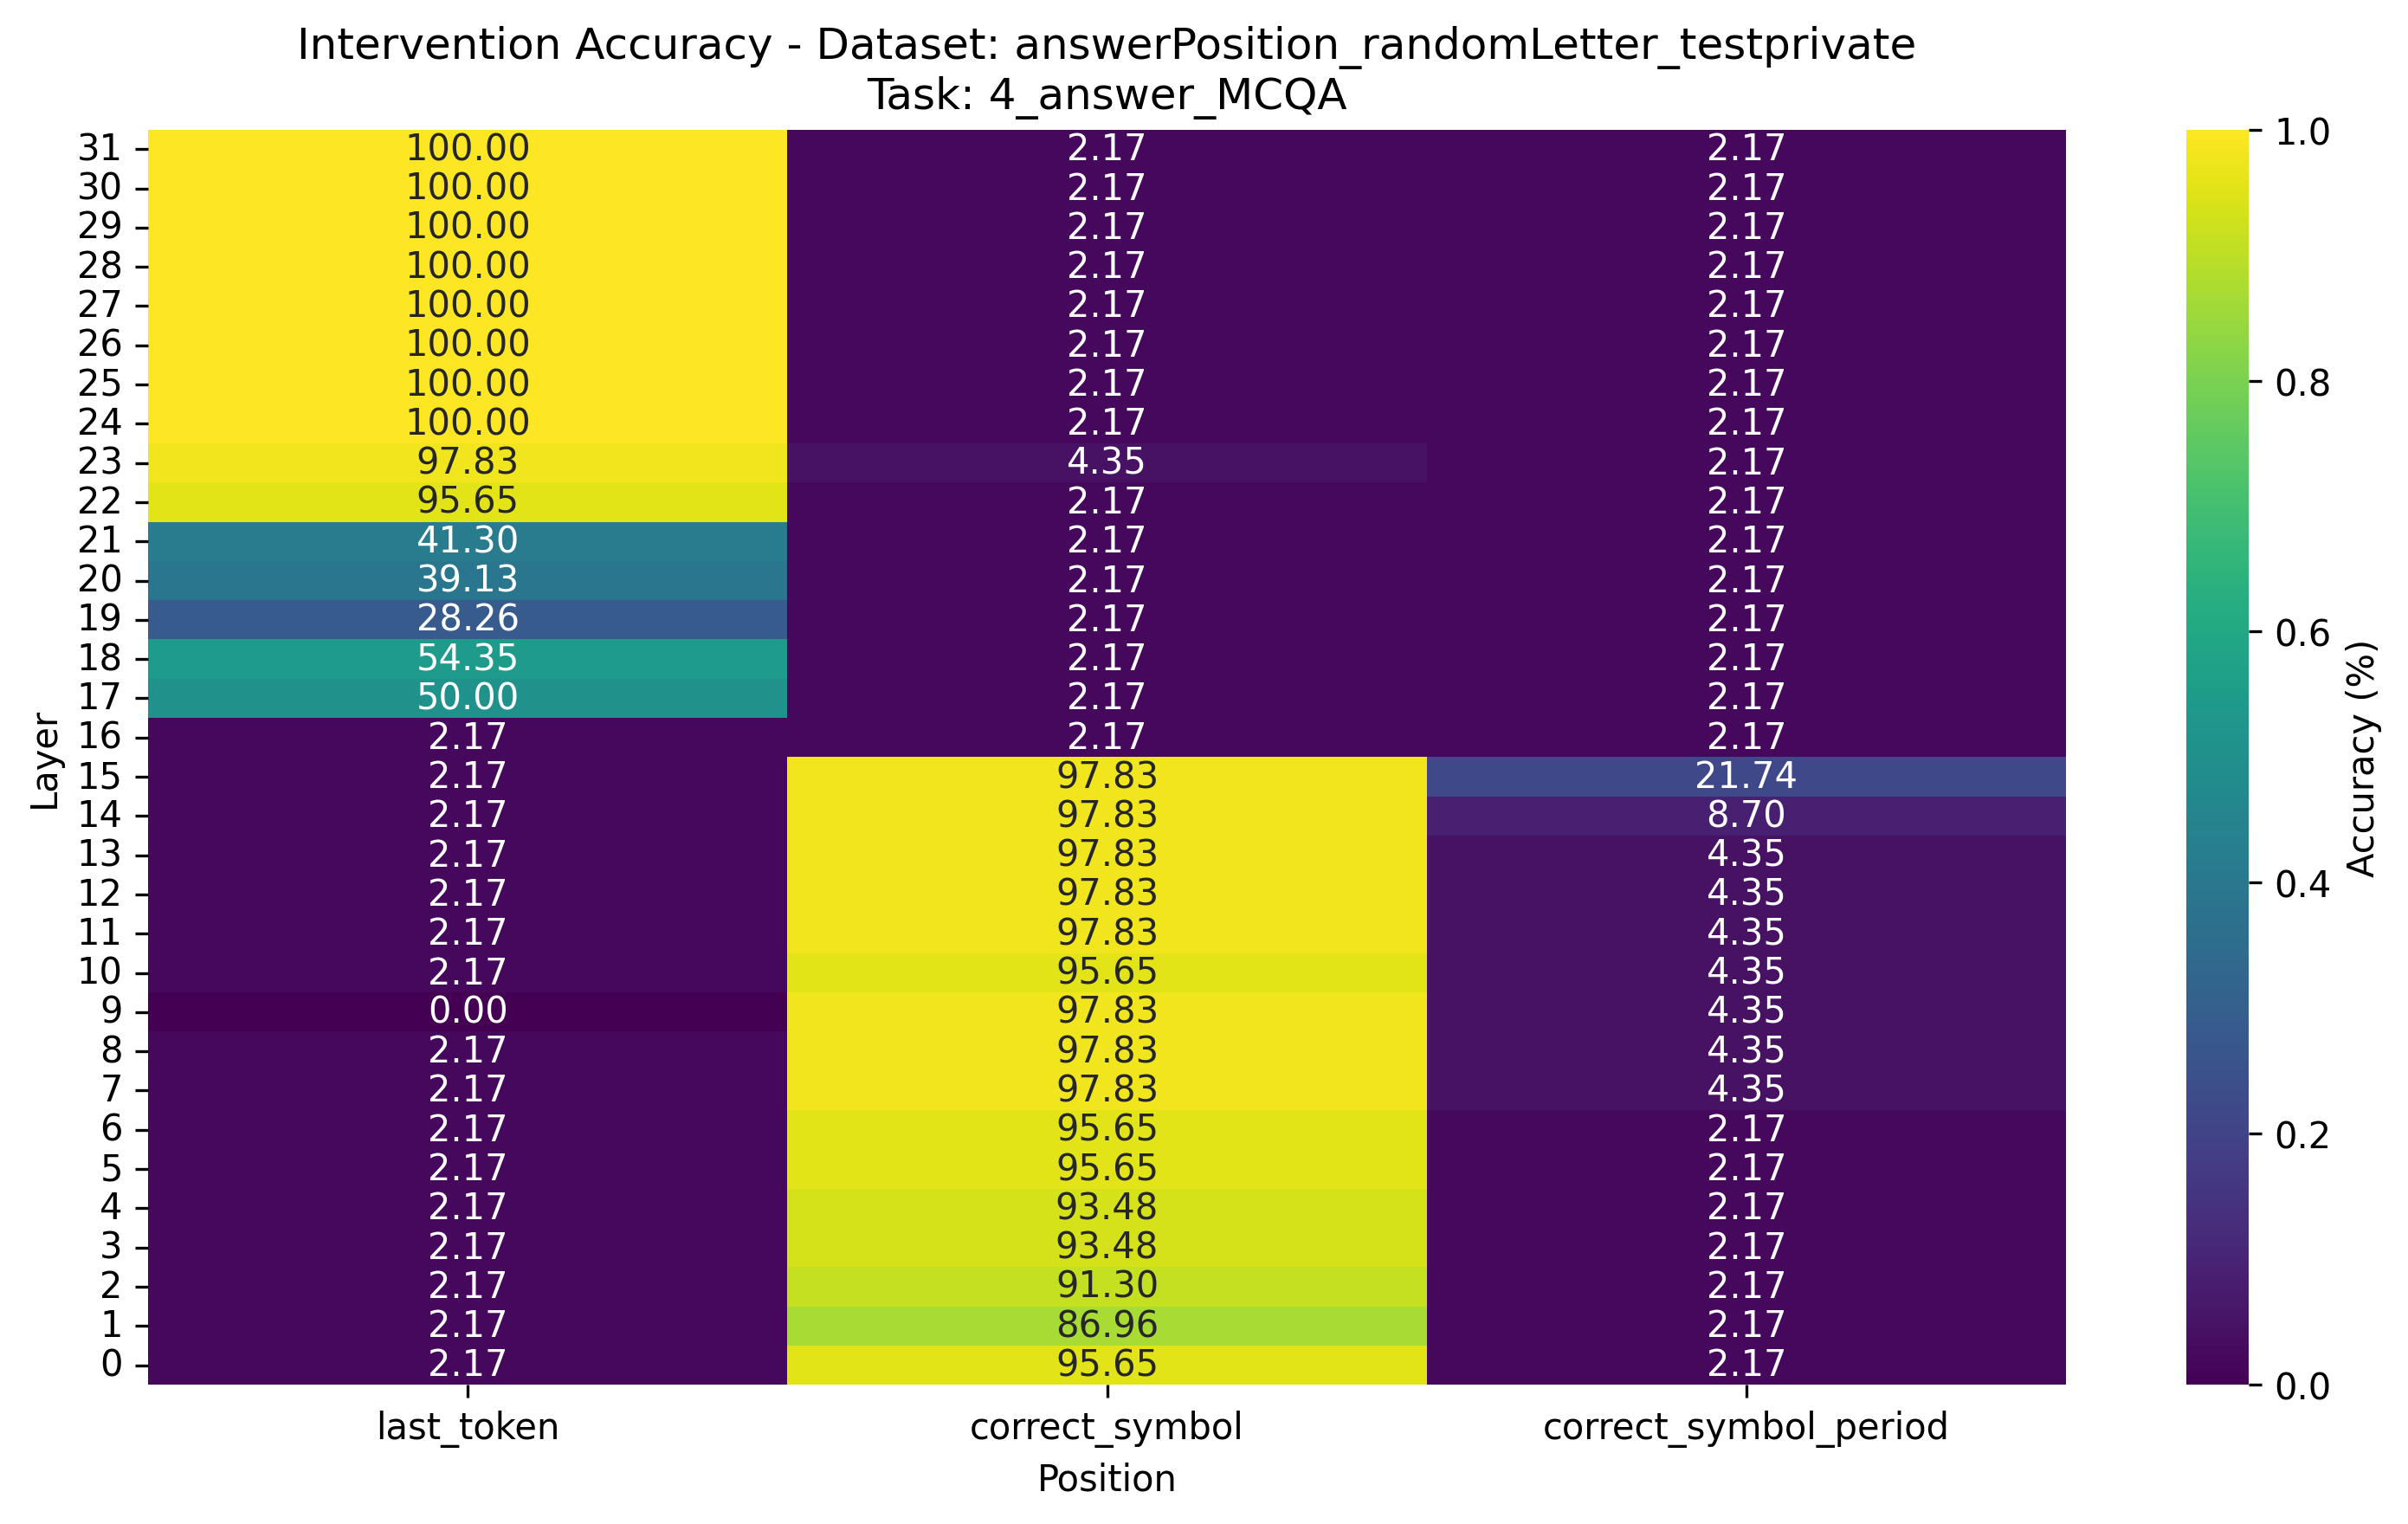 Intervention Accuracy - Dataset: answerPosition_randomLetter_testprivate
Task: 4_answer_MCQA
31 100.00 2.17 2.17
30 100.00 2.17 2.17
29 100.00 2.17 2.17
28 100.00 2.17 2.17
27 100.00 2.17 2.17
26 100.00 2.17 2.17
25 100.00 2.17 2.17
24 100.00 2.17 2.17
23 97.83 4.35 2.17
22 95.65 2.17 2.17
21 41.30 2.17 2.17
20 39.13 2.17 2.17
19 28.26 2.17 2.17
18 54.35 2.17 2.17
17 50.00 2.17 2.17
16 2.17 2.17 2.17
15 2.17 97.83 21.74
14 2.17 97.83 8.70
13 2.17 97.83 4.35
12 2.17 97.83 4.35
11 2.17 97.83 4.35
10 2.17 95.65 4.35
9 0.00 97.83 4.35
8 2.17 97.83 4.35
7 2.17 97.83 4.35
6 2.17 95.65 2.17
5 2.17 95.65 2.17
4 2.17 93.48 2.17
3 2.17 93.48 2.17
2 2.17 91.30 2.17
1 2.17 86.96 2.17
0 2.17 95.65 2.17
last_token correct_symbol correct_symbol_period
Position
Layer
1.0
0.8
0.6
0.4
0.2
0.0
Accuracy (%)